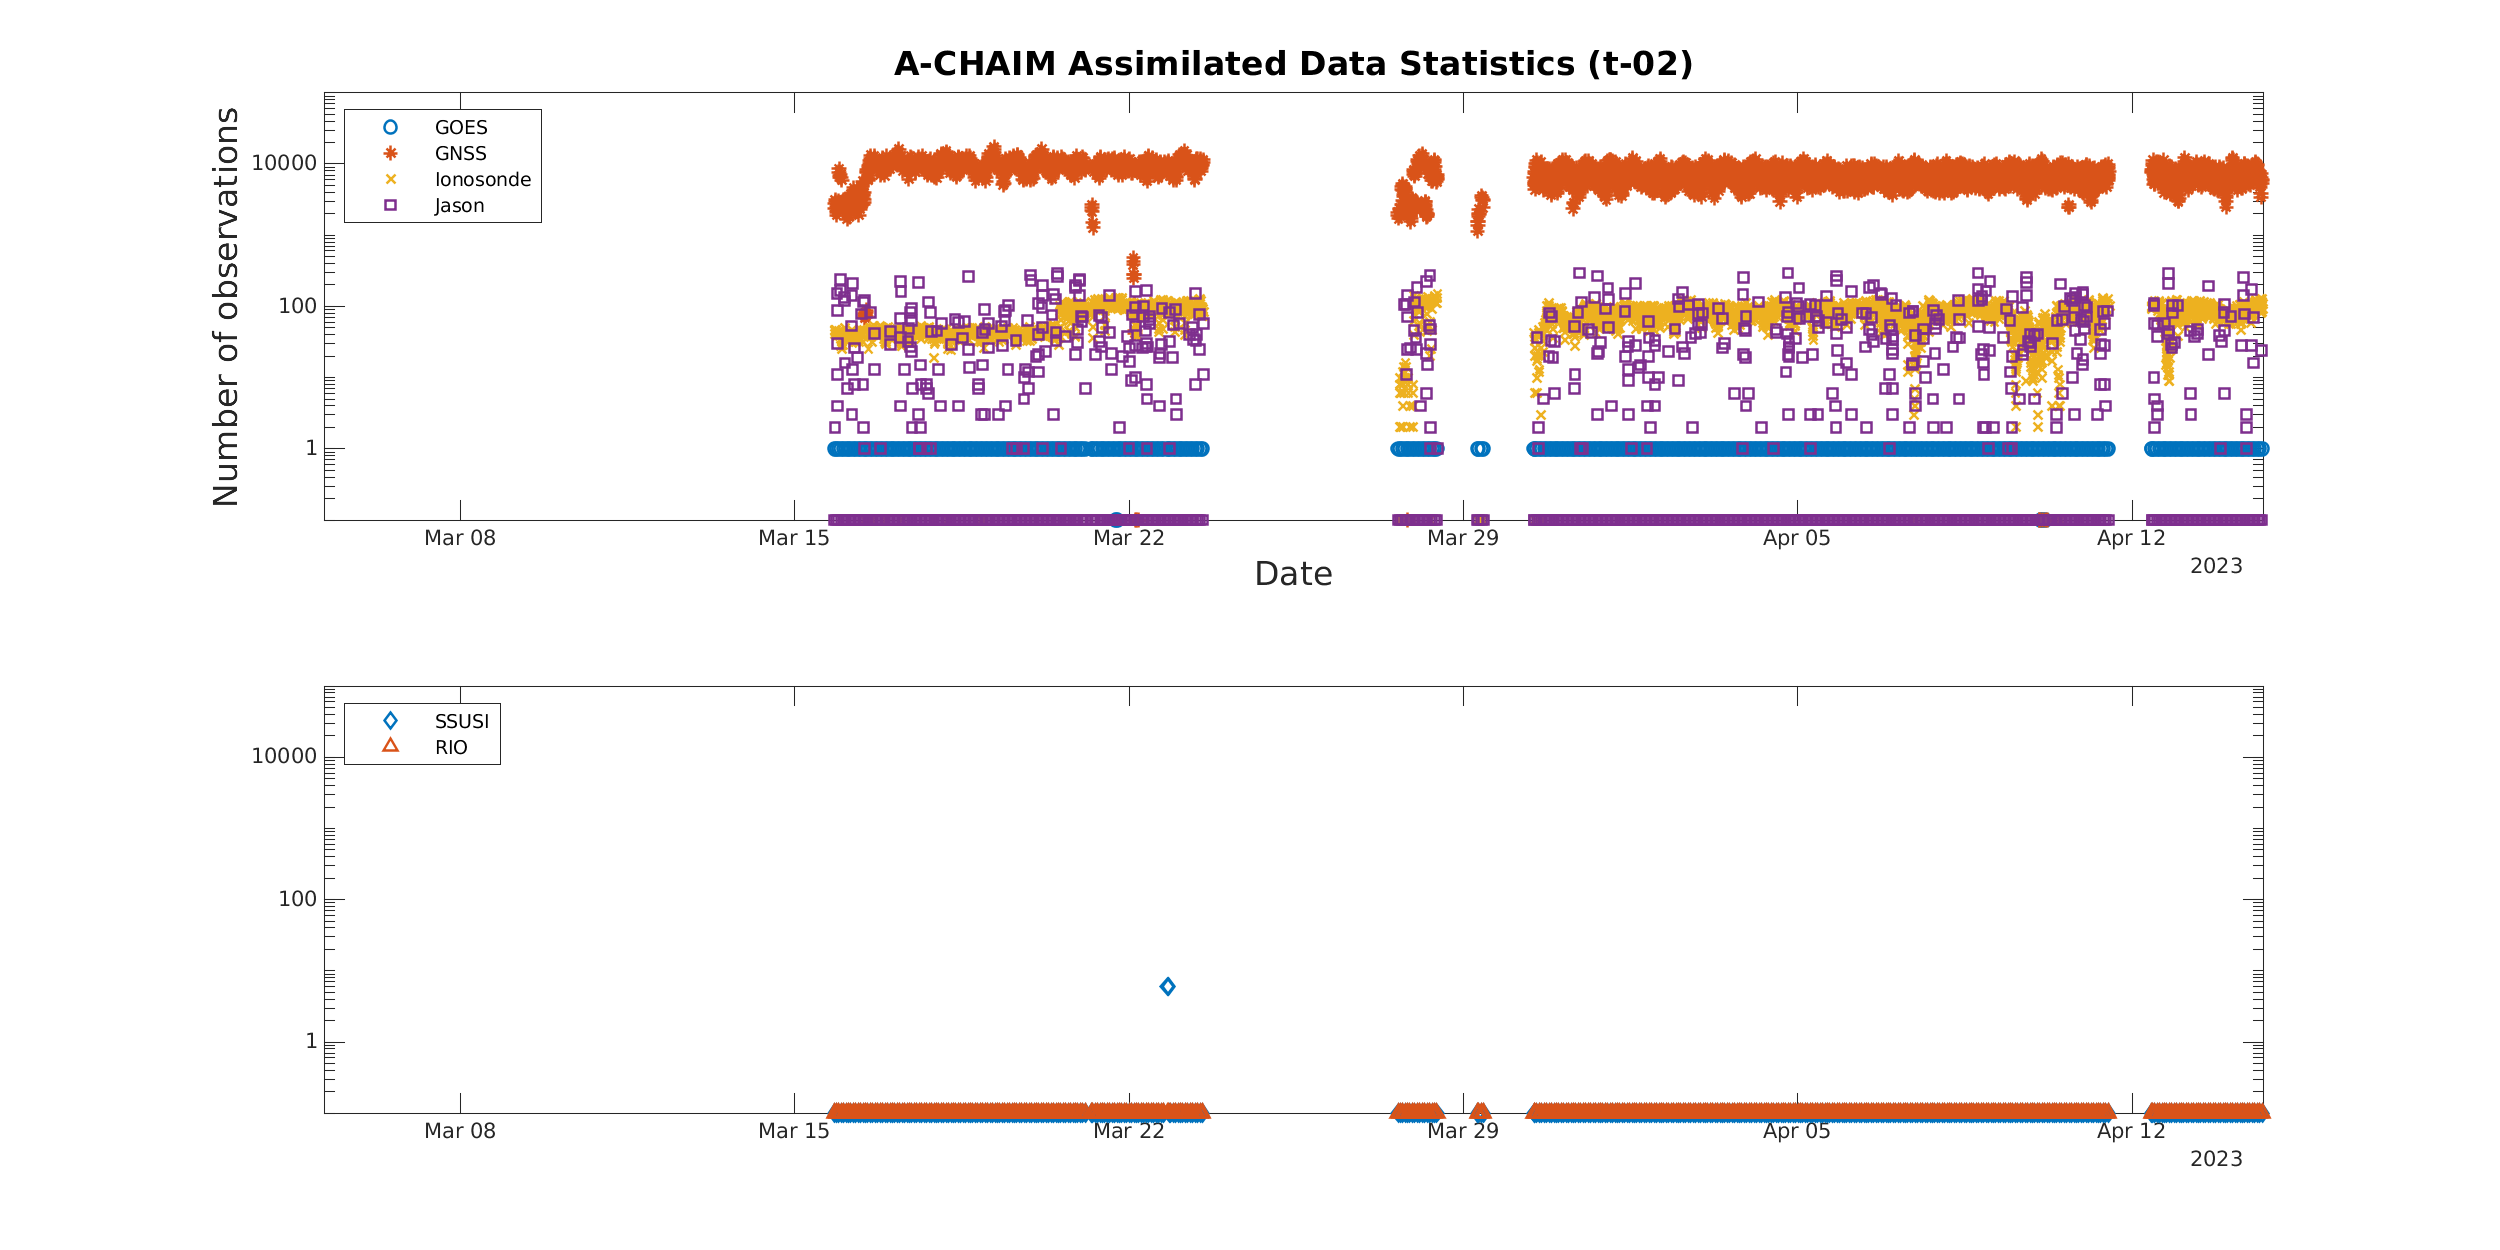 A-CHAIM Assimilated Data Statistics (t-02)
Number of observations
10000
100
1
GOES
GNSS
Ionosonde
Jason
Mar 08
Mar 15
Mar 22
Mar 29
Apr 05
Apr 12
2023
Date
10000
100
1
SSUSI
RIO
Mar 08
Mar 15
Mar 22
Mar 29
Apr 05
Apr 12
2023